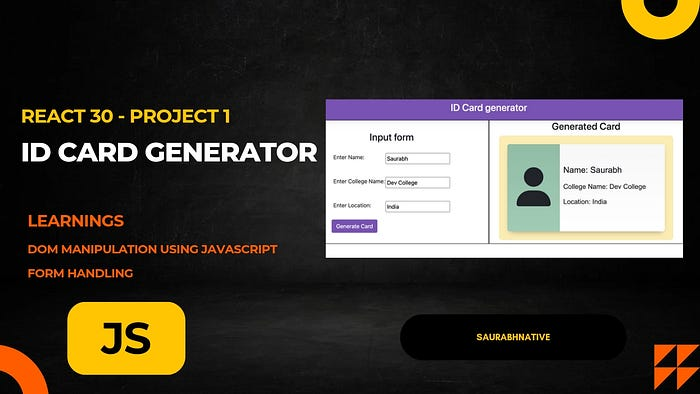 REACT 30 - PROJECT 1
ID CARD GENERATOR
LEARNINGS
DOM MANIPULATION USING JAVASCRIPT
FORM HANDLING
JS
ID Card generator
Input form
Enter Name: Saurabh
Enter College Name: Dev College
Enter Location: India
Generate Card
Generated Card
Name: Saurabh
College Name: Dev College
Location: India
SAURABHNATIVE